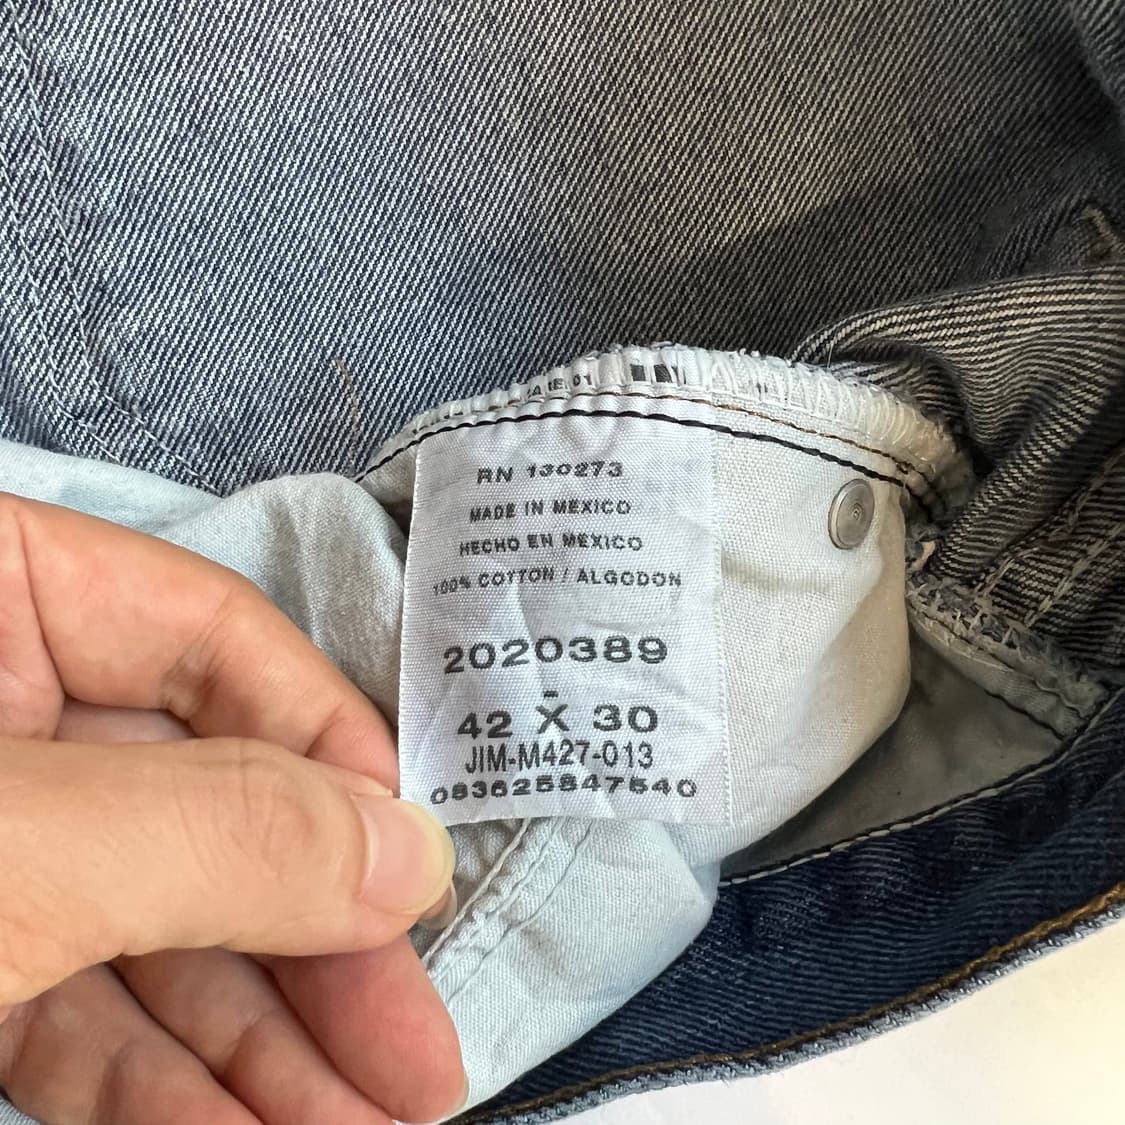 RN 130273
MADE IN MEXICO
HECHO EN MEXICO
100% COTTON / ALGODON
2020389
-
42 X 30
JIM-M427-013
083625847540